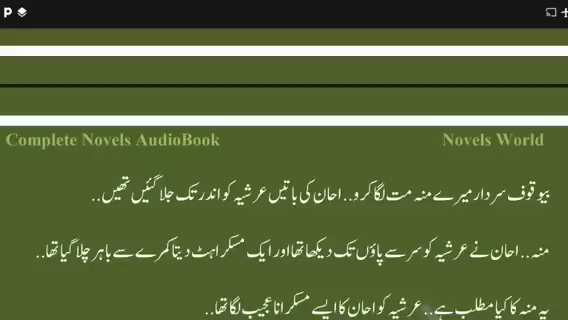 Complete Novels AudioBook Novels World
بیوقوف سردار میرے منہ مت لگا کرو.. احان کی باتیں عرشیہ کو اندر تک جلا گئیں تھیں..
منہ.. احان نے عرشیہ کو سر سے پاؤں تک دیکھا تھا اور ایک مسکراہٹ دیتا کمرے سے باہر چلا گیا تھا..
یہ منہ کا کیا مطلب ہے.. عرشیہ کو احان کا ایسے مسکرانا عجیب لگا تھا..